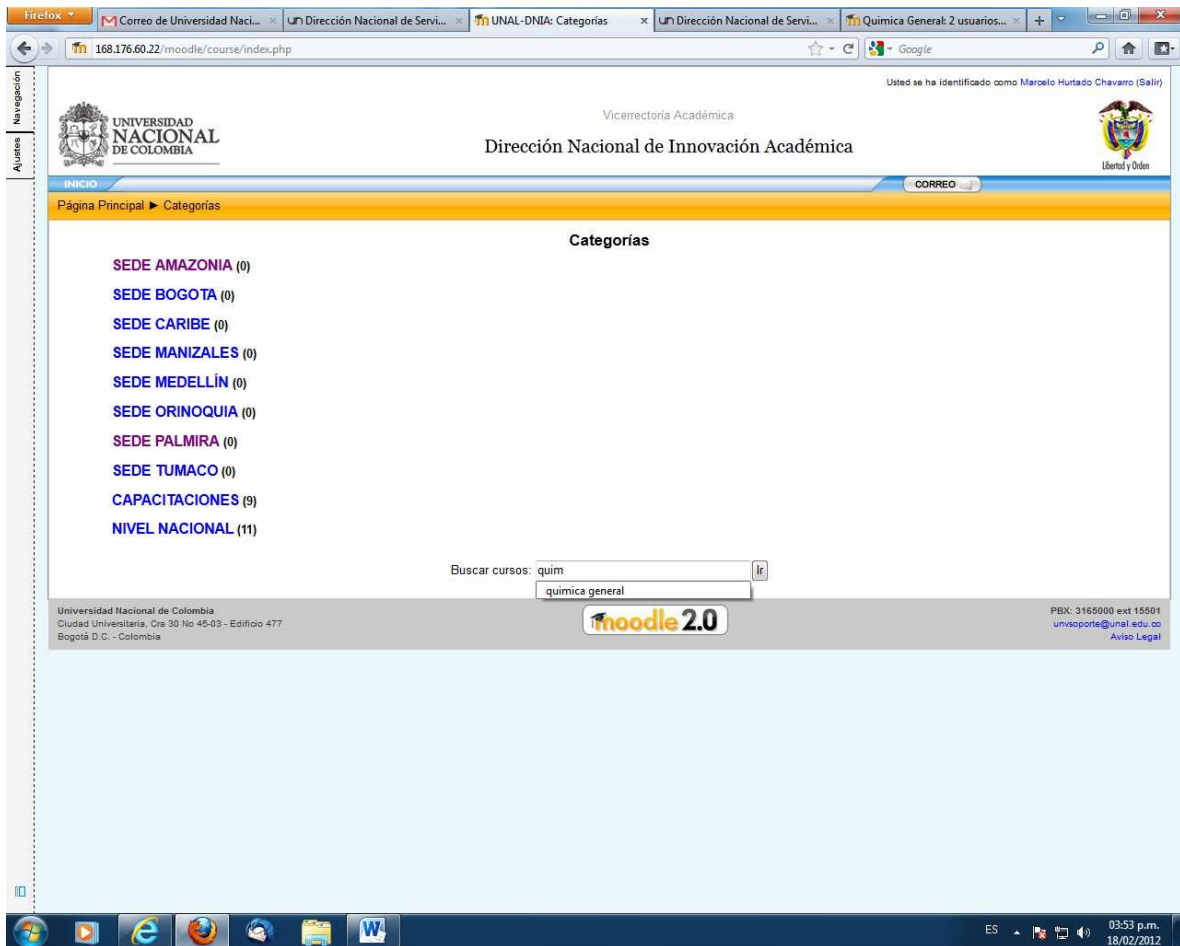 Firefox
Correo de Universidad Naci...
un Dirección Nacional de Servi...
UNAL-DNIA: Categorías
un Dirección Nacional de Servi...
Quimica General: 2 usuarios...
168.176.60.22/moodle/course/index.php
Google
Navegación
Ajustes
Usted se ha identificado como Marcelo Hurtado Chavarro (Salir)
UNIVERSIDAD
NACIONAL
DE COLOMBIA
Vicerrectoría Académica
Dirección Nacional de Innovación Académica
Libertad y Orden
INICIO
CORREO
Página Principal ► Categorías
Categorías
SEDE AMAZONIA (0)
SEDE BOGOTA (0)
SEDE CARIBE (0)
SEDE MANIZALES (0)
SEDE MEDELLÍN (0)
SEDE ORINOQUIA (0)
SEDE PALMIRA (0)
SEDE TUMACO (0)
CAPACITACIONES (9)
NIVEL NACIONAL (11)
Buscar cursos: quim Ir
quimica general
Universidad Nacional de Colombia
Ciudad Universitaria, Cra 30 No 45-03 - Edificio 477
Bogotá D.C. - Colombia
moodle 2.0
PBX: 3165000 ext 15501
unvsoporte@unal.edu.co
Aviso Legal
ES
03:53 p.m.
18/02/2012